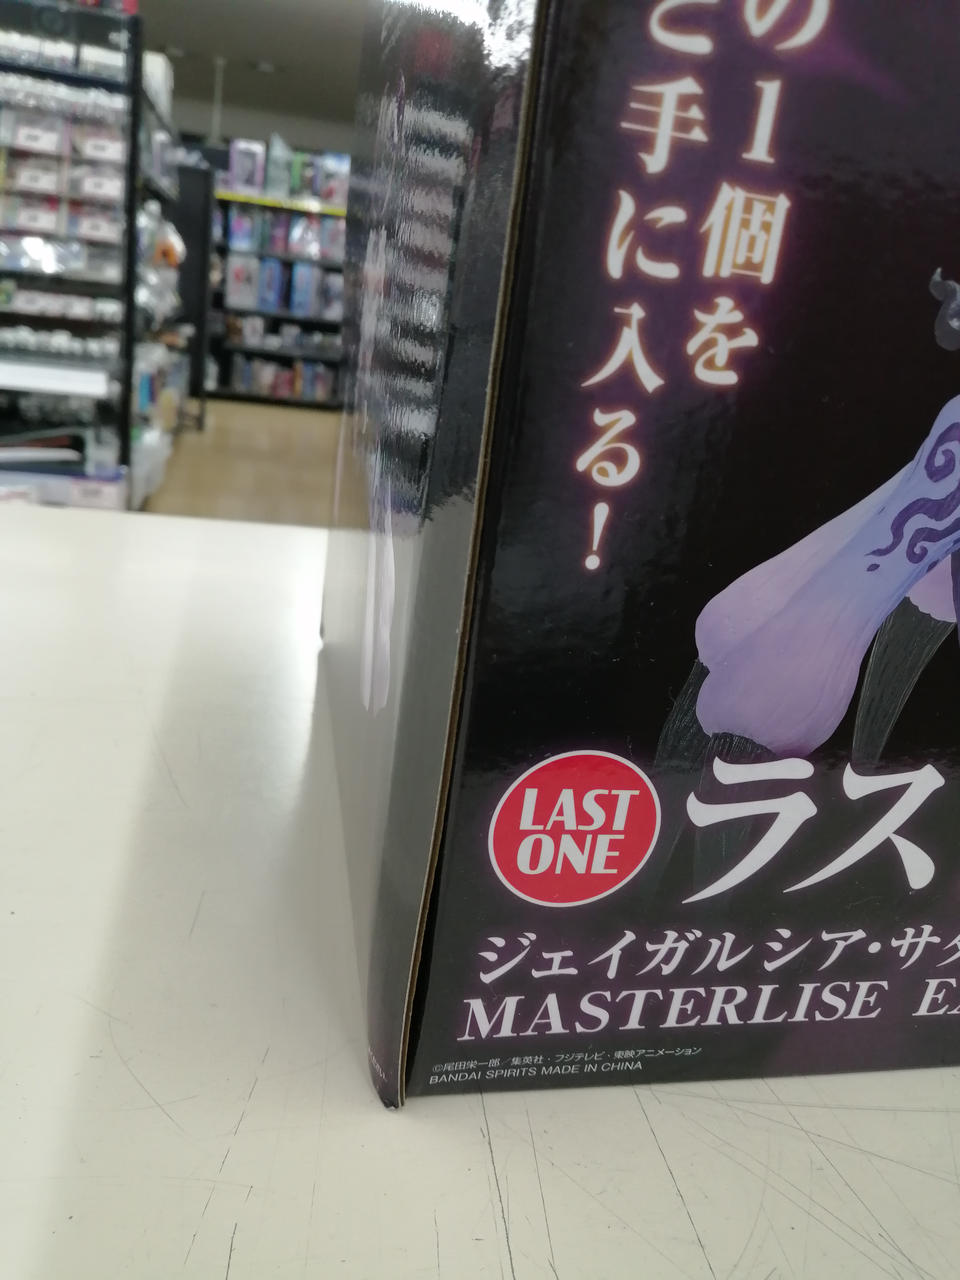 の1個を
ご手に入る!
LAST
ONE
ラス
ジェイガルシア・サタ
MASTERLISE EX
©尾田栄一郎／集英社・フジテレビ・東映アニメーション
BANDAI SPIRITS MADE IN CHINA